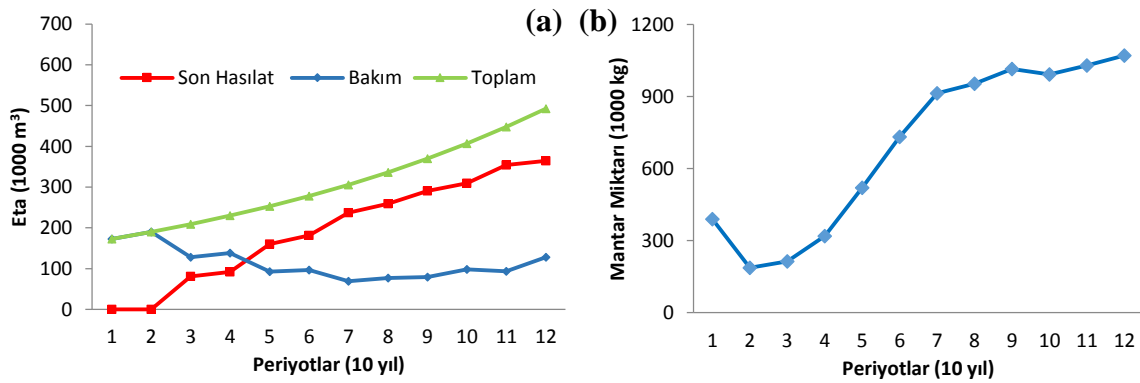 (a)
Eta (1000 m³)
700
600
500
400
300
200
100
0
Son Hasılat Bakım Toplam
1 2 3 4 5 6 7 8 9 10 11 12
Periyotlar (10 yıl)
(b)
Mantar Miktarı (1000 kg)
1200
900
600
300
0
1 2 3 4 5 6 7 8 9 10 11 12
Periyotlar (10 yıl)